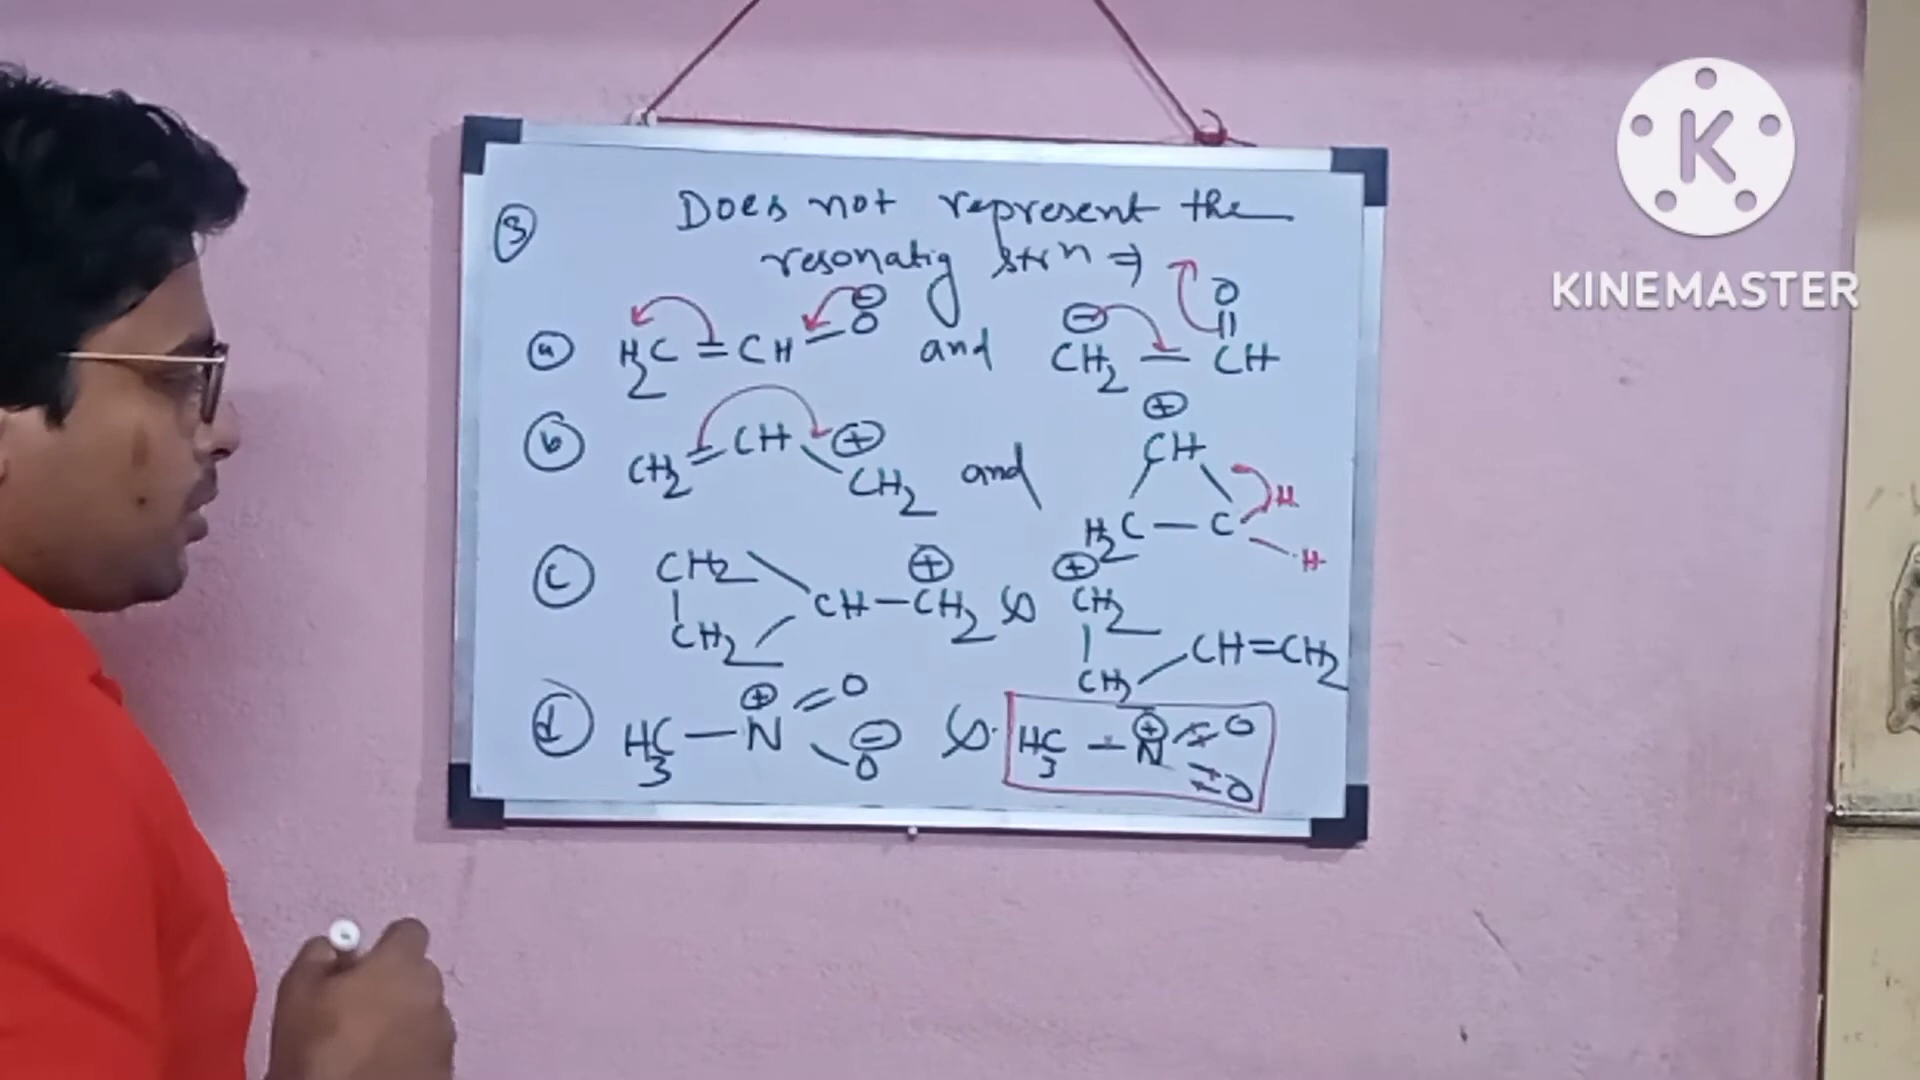 ③ Does not represent the
resonatig strn ⇒
ⓐ H2C = CH = O ⊖ and ⊖ CH2 — CH = O
ⓑ CH2 = CH — CH2 ⊕ and ⊕ CH H2C — C H H
ⓒ CH2 CH2 CH — CH2 ⊕ & ⊕ CH2 CH2 — CH=CH2
ⓓ H3C — N ⊕ = O — O ⊖ & H3C — N ⊕ = O = O
K
KINEMASTER